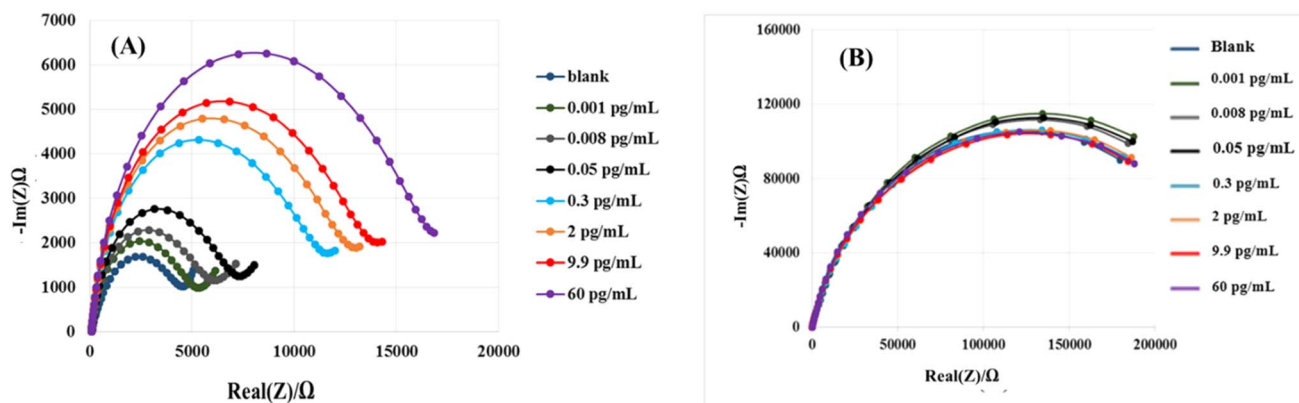 (A)
-Im(Z)Ω
7000
6000
5000
4000
3000
2000
1000
0
0 5000 10000 15000 20000
Real(Z)/Ω
blank
0.001 pg/mL
0.008 pg/mL
0.05 pg/mL
0.3 pg/mL
2 pg/mL
9.9 pg/mL
60 pg/mL
(B)
-Im(Z)Ω
160000
120000
80000
40000
0
0 50000 100000 150000 200000
Real(Z)/Ω
Blank
0.001 pg/mL
0.008 pg/mL
0.05 pg/mL
0.3 pg/mL
2 pg/mL
9.9 pg/mL
60 pg/mL